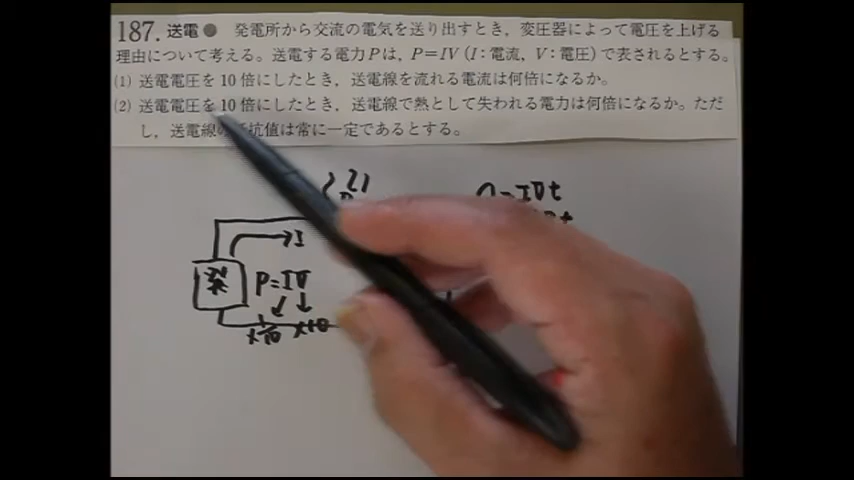 187. 送電● 発電所から交流の電気を送り出すとき，変圧器によって電圧を上げる
理由について考える。送電する電力Pは，P＝IV（I：電流，V：電圧）で表されるとする。
(1) 送電電圧を10倍にしたとき，送電線を流れる電流は何倍になるか。
(2) 送電電圧を10倍にしたとき，送電線で熱として失われる電力は何倍になるか。ただ
し，送電線の抵抗値は常に一定であるとする。
Q=IVt
I
発
P=IV
×1/10 ×10